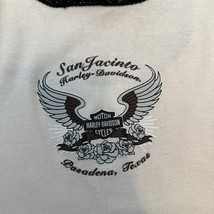 San Jacinto
Harley-Davidson
MOTOR
HARLEY-DAVIDSON
CYCLES
Pasadena, Texas